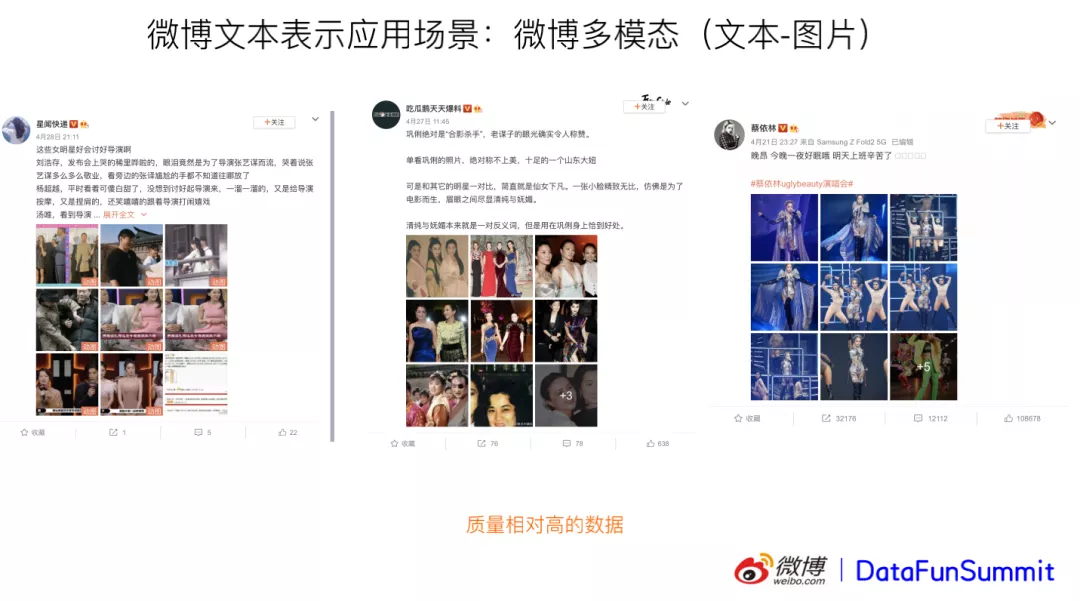 微博文本表示应用场景：微博多模态（文本-图片）
星闻快递
4月28日 21:11
+关注
这些女明星好会讨好导演啊
刘浩存，发布会上哭的稀里哗啦的，眼泪竟然是为了导演张艺谋而流，哭着说张
艺谋多么多么敬业，看旁边的张译尴尬的手都不知道往哪放了
杨超越，平时看着可傻白甜了，没想到讨好起导演来，一溜一溜的，又是给导演
按摩，又是捏肩的，还笑嘻嘻的跟着导演打闹嬉戏
汤唯，看到导演 ... 展开全文
动图
动图
动图
动图
动图
动图
动图
动图
收藏
1
5
22
吃瓜鹅天天爆料
4月27日 11:45
+关注
巩俐绝对是“合影杀手”，老谋子的眼光确实令人称赞。
单看巩俐的照片，绝对称不上美，十足的一个山东大妞
可是和其它的明星一对比，简直就是仙女下凡。一张小脸精致无比，仿佛是为了
电影而生，眉眼之间尽显清纯与妩媚。
清纯与妩媚本来就是一对反义词，但是用在巩俐身上恰到好处。
+3
收藏
76
78
638
蔡依林
4月21日 23:27 来自 Samsung Z Fold2 5G 已编辑
+关注
晚昂 今晚一夜好眠哦 明天上班辛苦了
#蔡依林uglybeauty演唱会#
+5
收藏
32176
12112
108678
质量相对高的数据
微博
weibo.com
DataFunSummit